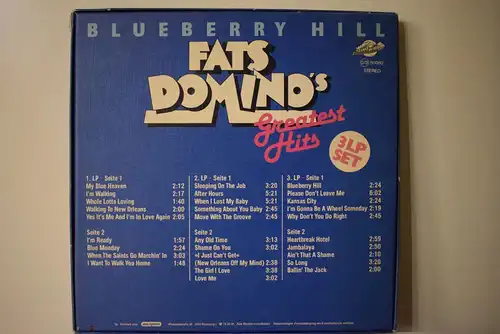 BLUEBERRY HILL
STEREO
FATS
DOMINO's
Greatest
Hits
3 LP
SET
1. LP · Seite 1
My Blue Heaven 2:12
I'm Walking 2:17
Whole Lotta Loving 1:40
Walking To New Orleans 2:00
Yes It's Me And I'm In Love Again 2:05
Seite 2
I'm Ready 1:57
Blue Monday 2:24
When The Saints Go Marchin' In 3:21
I Want To Walk You Home 1:48
2. LP · Seite 1
Sleeping On The Job 3:20
After Hours 5:21
When I Lost My Baby 5:21
Something About You Baby 2:45
Move With The Groove 2:45
Seite 2
Any Old Time 3:13
Shame On You 3:02
»I Just Can't Get«
(New Orleans Off My Mind) 2:38
The Girl I Love 3:38
Love Me 3:02
3. LP · Seite 1
Blueberry Hill 2:24
Please Don't Leave Me 6:02
Kansas City 2:24
I'm Gonna Be A Wheel Someday 2:19
Why Don't You Do Right 2:45
Seite 2
Heartbreak Hotel 2:59
Jambalaya 2:30
Ain't That A Shame 2:10
So Long 3:20
Ballin' The Jack 2:00